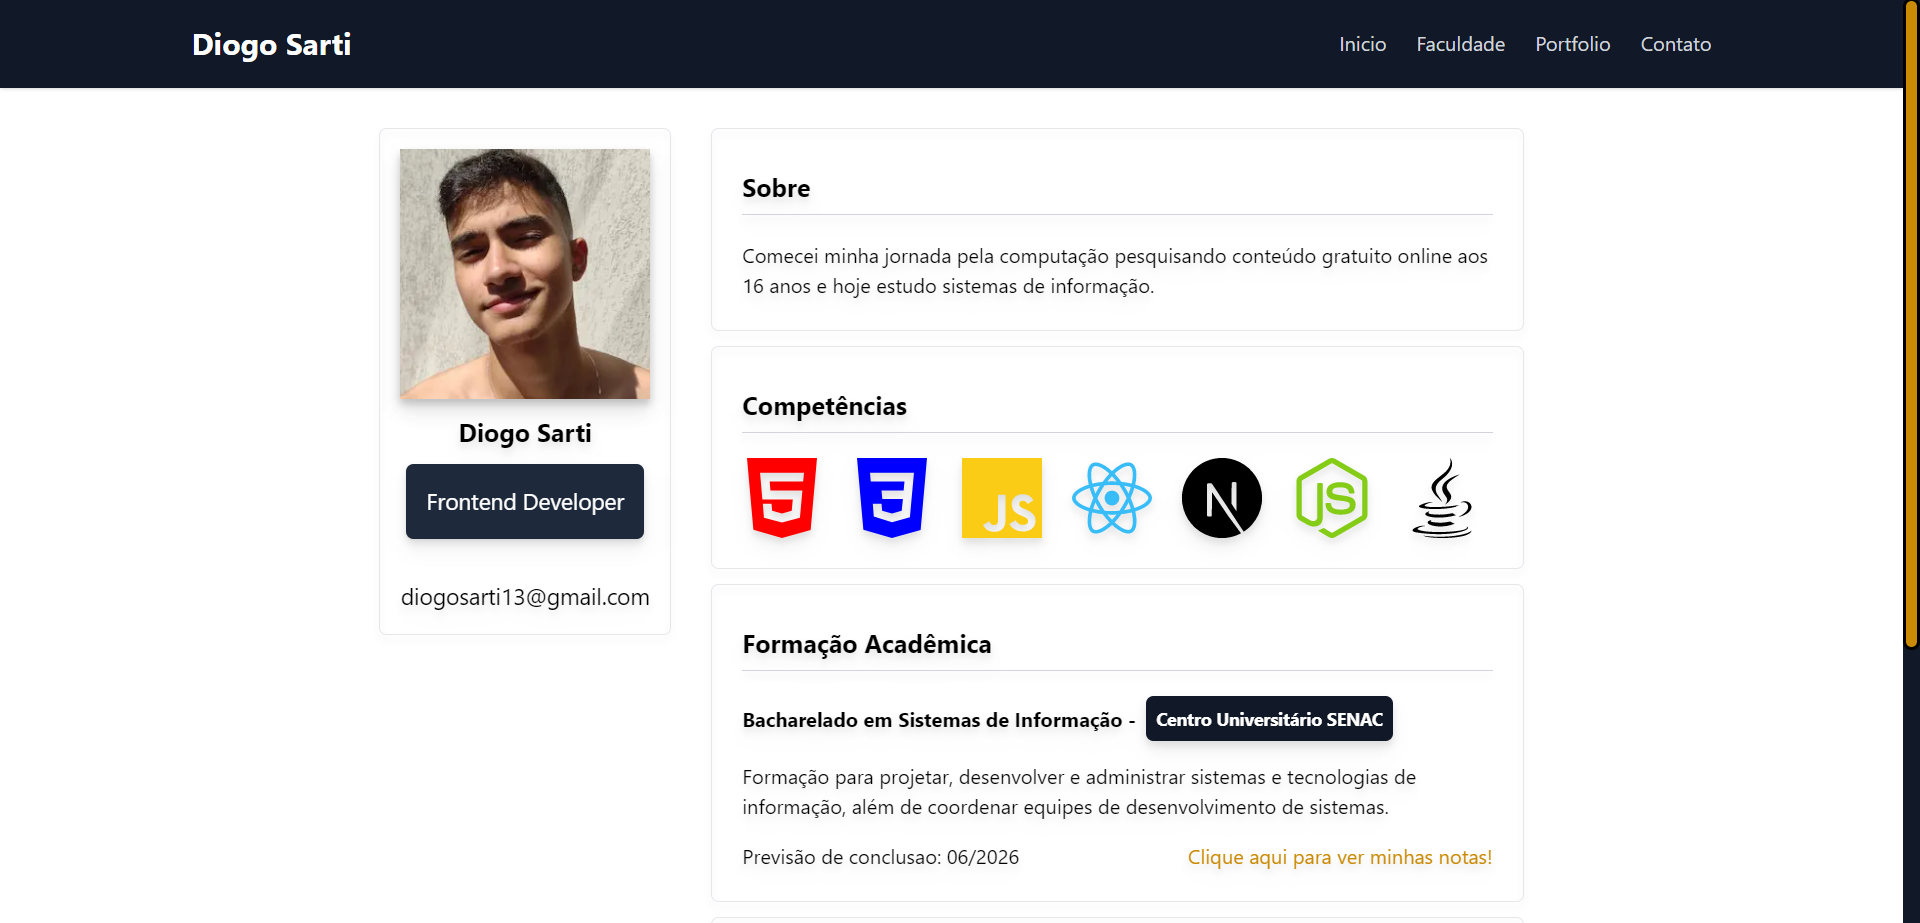 Diogo Sarti
Inicio Faculdade Portfolio Contato
Diogo Sarti
Frontend Developer
diogosarti13@gmail.com
Sobre
Comecei minha jornada pela computação pesquisando conteúdo gratuito online aos
16 anos e hoje estudo sistemas de informação.
Competências
5 3 JS N JS
Formação Acadêmica
Bacharelado em Sistemas de Informação - Centro Universitário SENAC
Formação para projetar, desenvolver e administrar sistemas e tecnologias de
informação, além de coordenar equipes de desenvolvimento de sistemas.
Previsão de conclusao: 06/2026 Clique aqui para ver minhas notas!